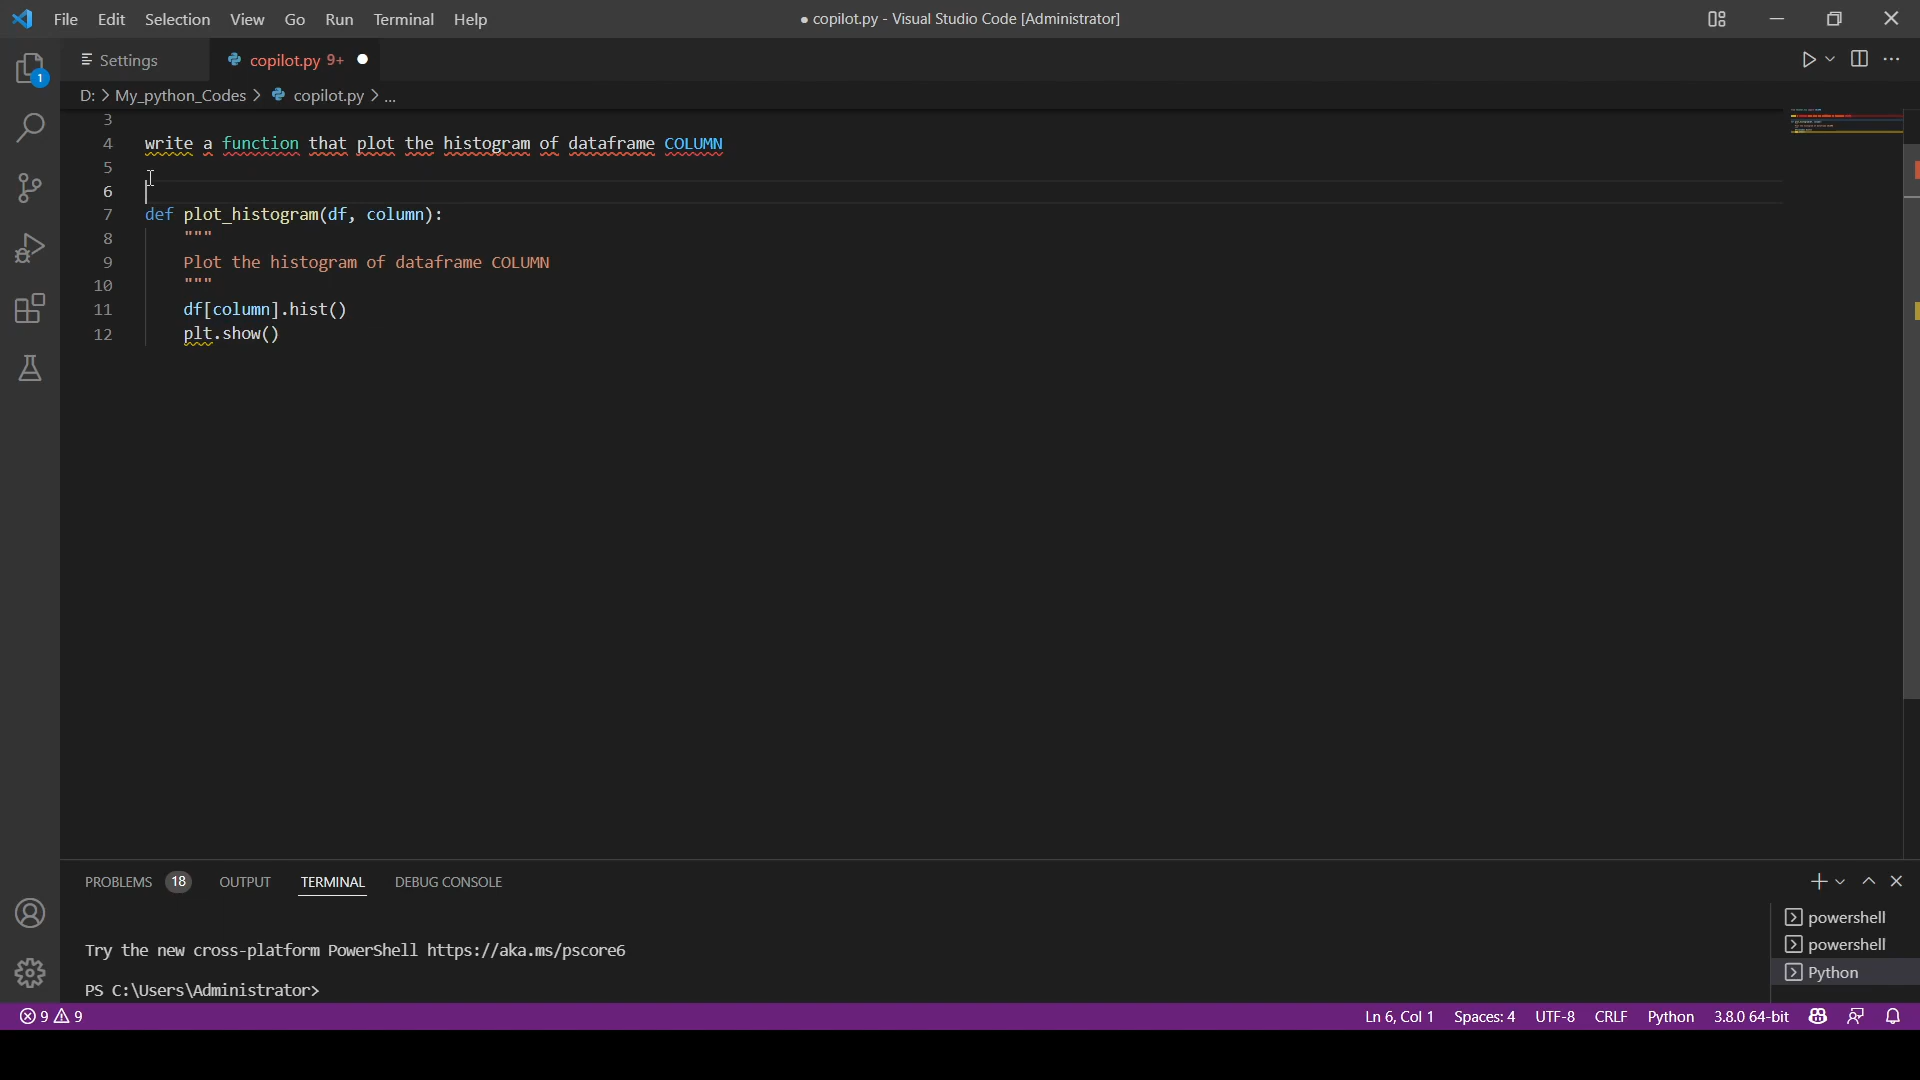 File Edit Selection View Go Run Terminal Help
● copilot.py - Visual Studio Code [Administrator]
1
Settings
copilot.py 9+ ●
D: > My_python_Codes > copilot.py > ...
3
4 write a function that plot the histogram of dataframe COLUMN
5
6
7 def plot_histogram(df, column):
8 """
9 Plot the histogram of dataframe COLUMN
10 """
11 df[column].hist()
12 plt.show()
PROBLEMS 18 OUTPUT TERMINAL DEBUG CONSOLE
powershell
powershell
Python
Try the new cross-platform PowerShell https://aka.ms/pscore6
PS C:\Users\Administrator>
9 9
Ln 6, Col 1 Spaces: 4 UTF-8 CRLF Python 3.8.0 64-bit